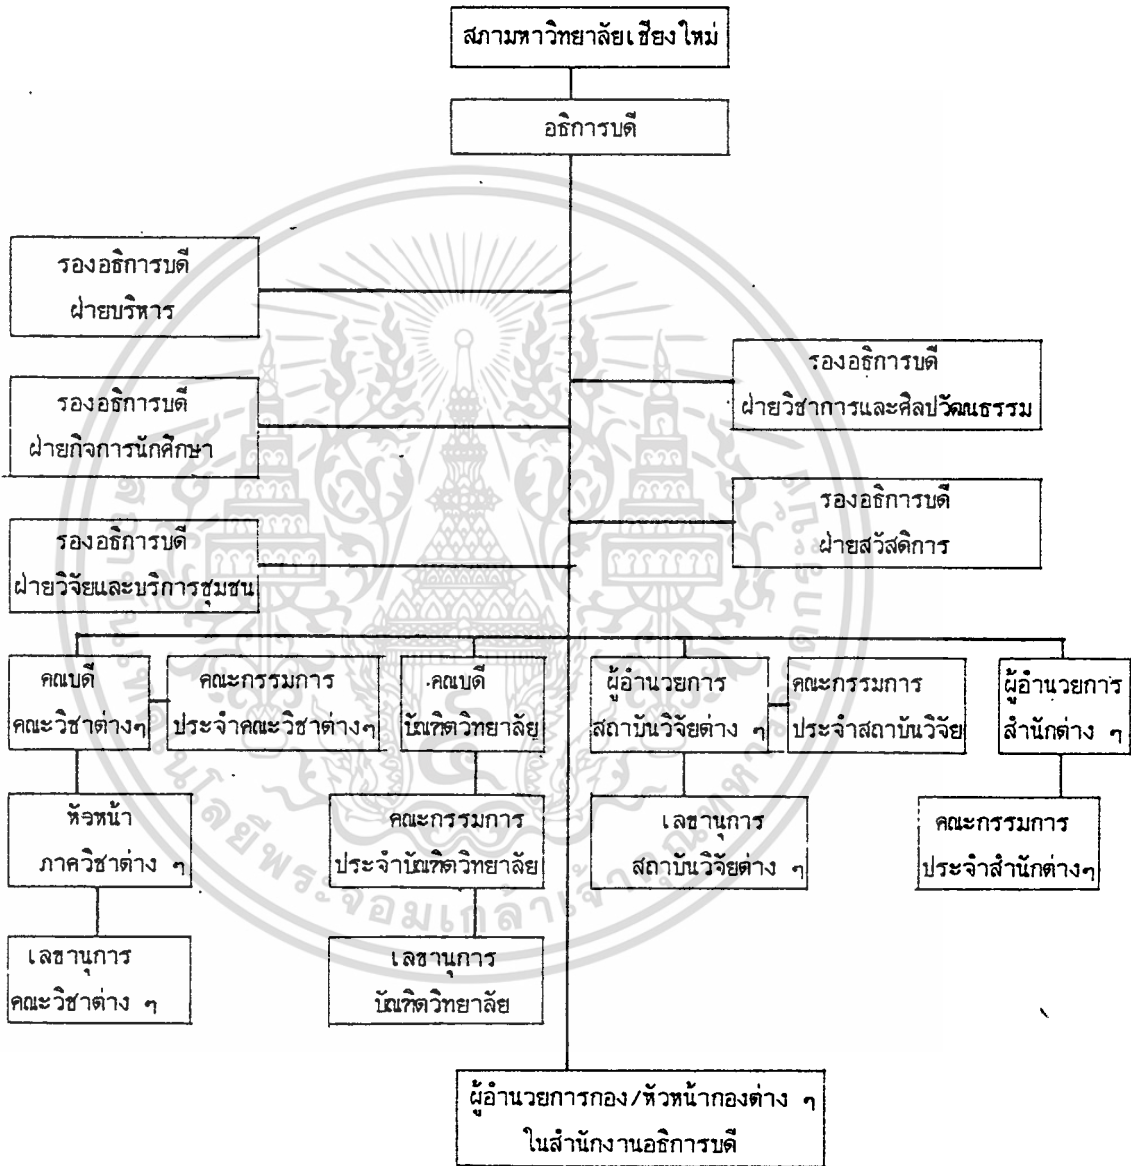 สภามหาวิทยาลัยเชียงใหม่
อธิการบดี
รองอธิการบดี
ฝ่ายบริหาร
รองอธิการบดี
ฝ่ายวิชาการและศิลปวัฒนธรรม
รองอธิการบดี
ฝ่ายกิจการนักศึกษา
รองอธิการบดี
ฝ่ายสวัสดิการ
รองอธิการบดี
ฝ่ายวิจัยและบริการชุมชน
คณบดี
คณะวิชาต่างๆ
คณะกรรมการ
ประจำคณะวิชาต่างๆ
คณบดี
บัณฑิตวิทยาลัย
ผู้อำนวยการ
สถาบันวิจัยต่าง ๆ
คณะกรรมการ
ประจำสถาบันวิจัย
ผู้อำนวยการ
สำนักต่าง ๆ
หัวหน้า
ภาควิชาต่าง ๆ
คณะกรรมการ
ประจำบัณฑิตวิทยาลัย
เลขานุการ
สถาบันวิจัยต่าง ๆ
คณะกรรมการ
ประจำสำนักต่างๆ
เลขานุการ
คณะวิชาต่าง ๆ
เลขานุการ
บัณฑิตวิทยาลัย
ผู้อำนวยการกอง/หัวหน้ากองต่าง ๆ
ในสำนักงานอธิการบดี
พระจอมเกล้าเจ้าคุณทหาร